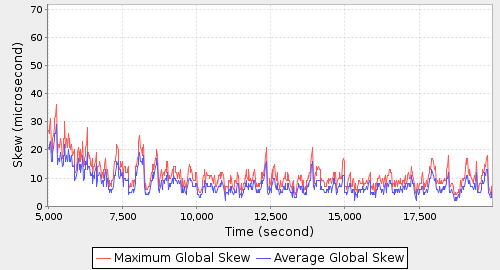 70
60
50
40
30
20
10
0
Skew (microsecond)
5,000 7,500 10,000 12,500 15,000 17,500
Time (second)
Maximum Global Skew Average Global Skew